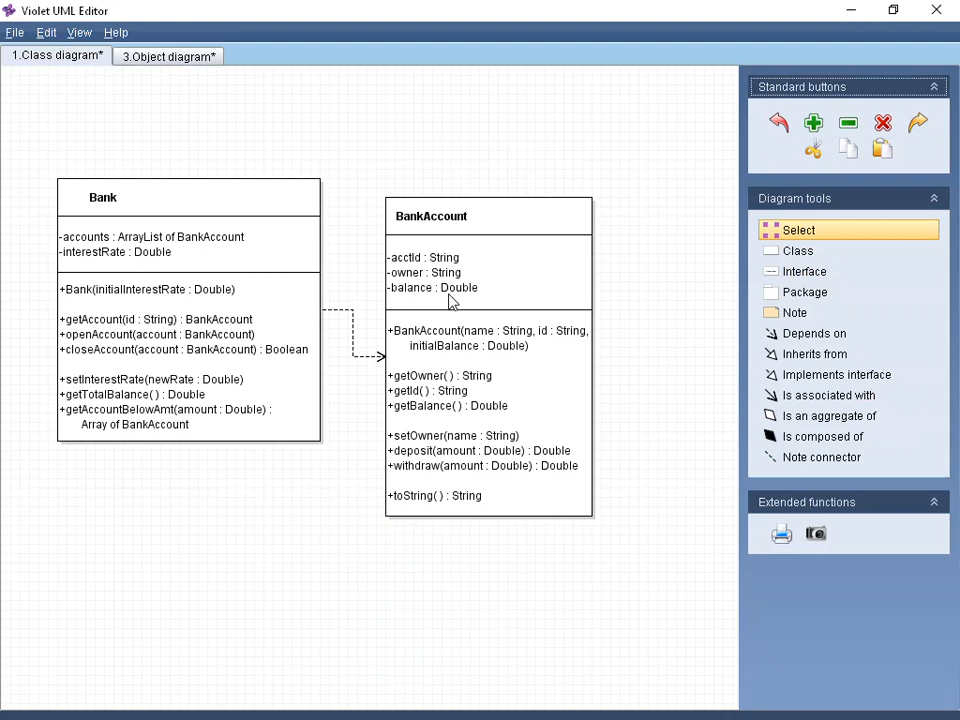 Violet UML Editor
File Edit View Help
1.Class diagram* 3.Object diagram*
Bank
-accounts : ArrayList of BankAccount
-interestRate : Double
+Bank(initialInterestRate : Double)
+getAccount(id : String) : BankAccount
+openAccount(account : BankAccount)
+closeAccount(account : BankAccount) : Boolean
+setInterestRate(newRate : Double)
+getTotalBalance( ) : Double
+getAccountBelowAmt(amount : Double) :
Array of BankAccount
BankAccount
-acctId : String
-owner : String
-balance : Double
+BankAccount(name : String, id : String,
initialBalance : Double)
+getOwner( ) : String
+getId( ) : String
+getBalance( ) : Double
+setOwner(name : String)
+deposit(amount : Double) : Double
+withdraw(amount : Double) : Double
+toString( ) : String
Standard buttons
Diagram tools
Select
Class
Interface
Package
Note
Depends on
Inherits from
Implements interface
Is associated with
Is an aggregate of
Is composed of
Note connector
Extended functions